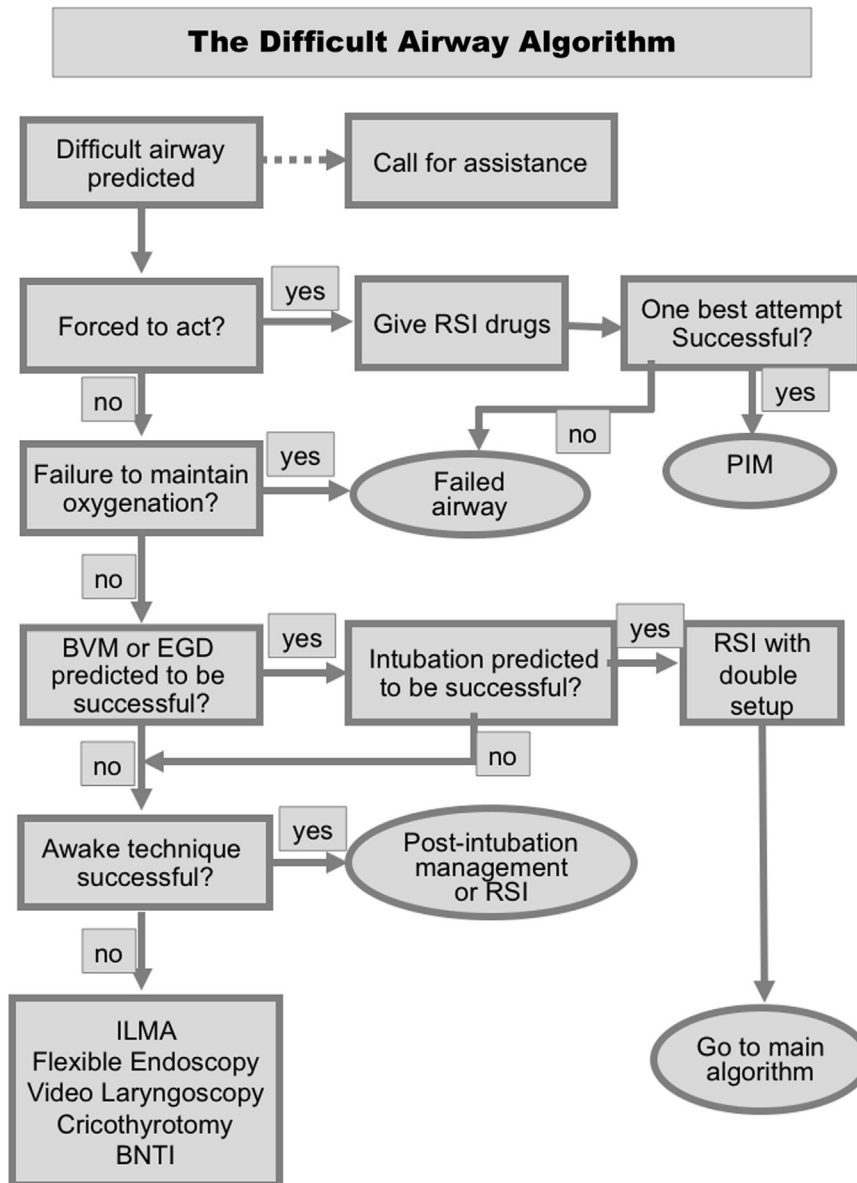 The Difficult Airway Algorithm
Difficult airway
predicted
Call for assistance
Forced to act?
yes
Give RSI drugs
One best attempt
Successful?
no
yes
no
PIM
Failure to maintain
oxygenation?
yes
Failed
airway
no
BVM or EGD
predicted to be
successful?
yes
Intubation predicted
to be successful?
yes
RSI with
double
setup
no
no
Awake technique
successful?
yes
Post-intubation
management
or RSI
no
ILMA
Flexible Endoscopy
Video Laryngoscopy
Cricothyrotomy
BNTI
Go to main
algorithm